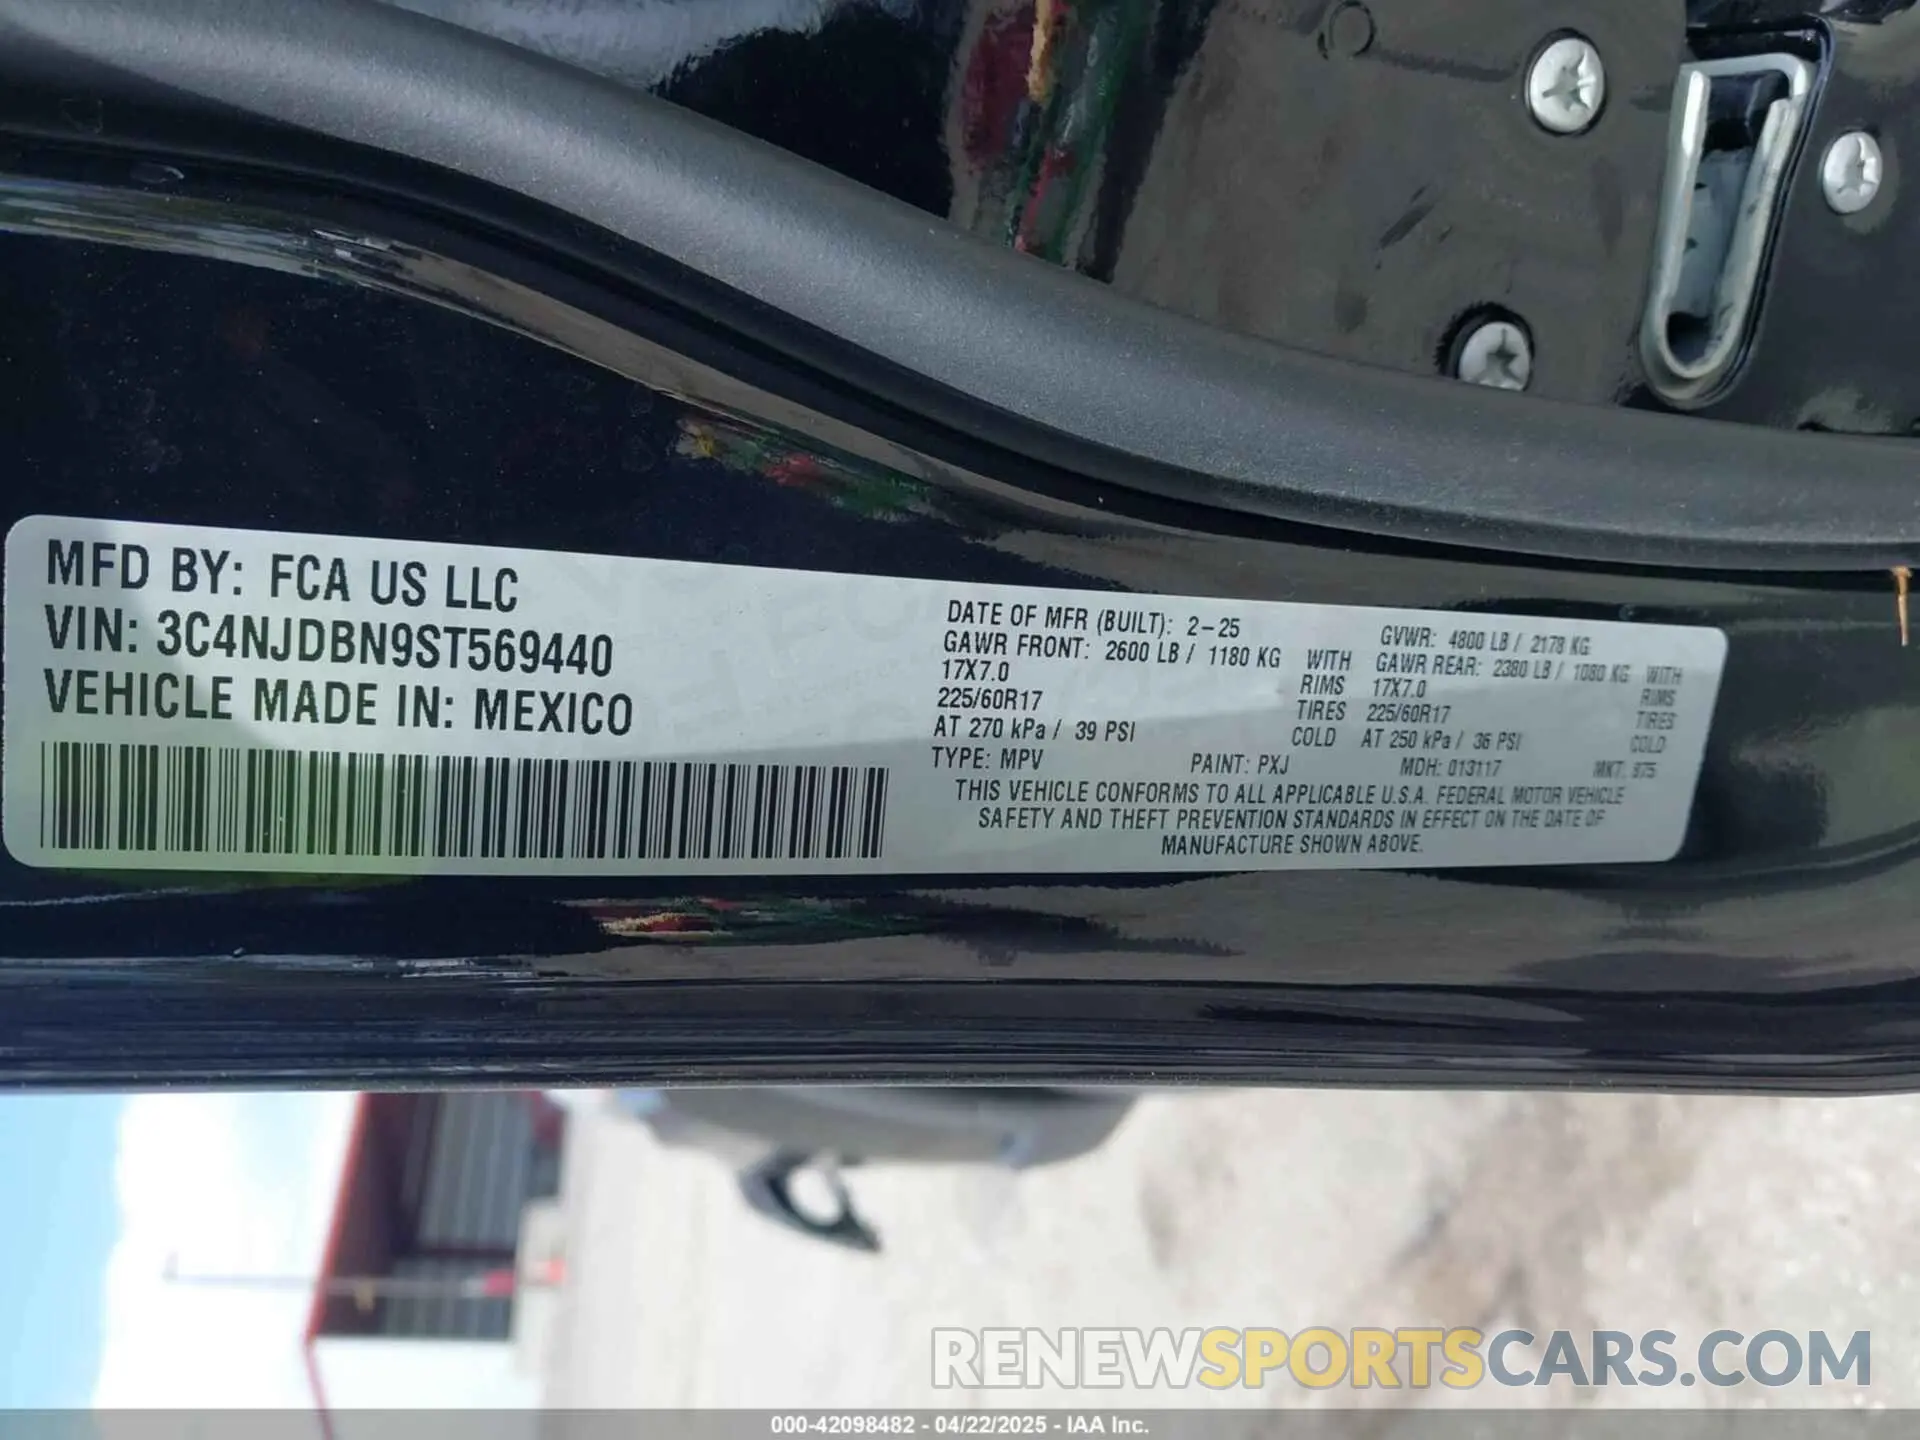 MFD BY: FCA US LLC
VIN: 3C4NJDBN9ST569440
VEHICLE MADE IN: MEXICO
DATE OF MFR (BUILT): 2-25
GAWR FRONT: 2600 LB / 1180 KG WITH
17X7.0 RIMS
225/60R17 TIRES
AT 270 kPa / 39 PSI COLD
GVWR: 4800 LB / 2178 KG
GAWR REAR: 2380 LB / 1080 KG WITH
17X7.0 RIMS
225/60R17 TIRES
AT 250 kPa / 36 PSI COLD
TYPE: MPV PAINT: PXJ MDH: 013117 MKT: 975
THIS VEHICLE CONFORMS TO ALL APPLICABLE U.S.A. FEDERAL MOTOR VEHICLE
SAFETY AND THEFT PREVENTION STANDARDS IN EFFECT ON THE DATE OF
MANUFACTURE SHOWN ABOVE.
RENEWSPORTSCARS.COM
000-42098482 - 04/22/2025 - IAA Inc.